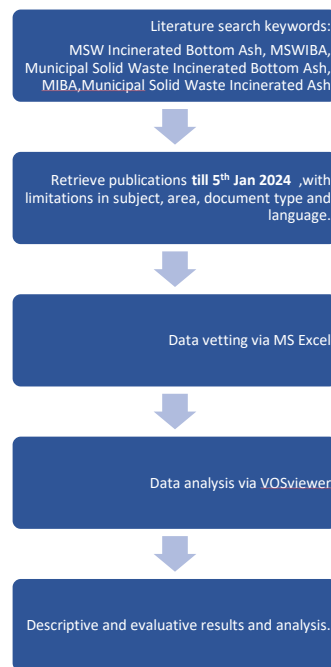 Literature search keywords:
MSW Incinerated Bottom Ash, MSWIBA,
Municipal Solid Waste Incinerated Bottom Ash,
MIBA,Municipal Solid Waste Incinerated Ash
Retrieve publications till 5th Jan 2024 ,with
limitations in subject, area, document type and
language.
Data vetting via MS Excel
Data analysis via VOSviewer
Descriptive and evaluative results and analysis.